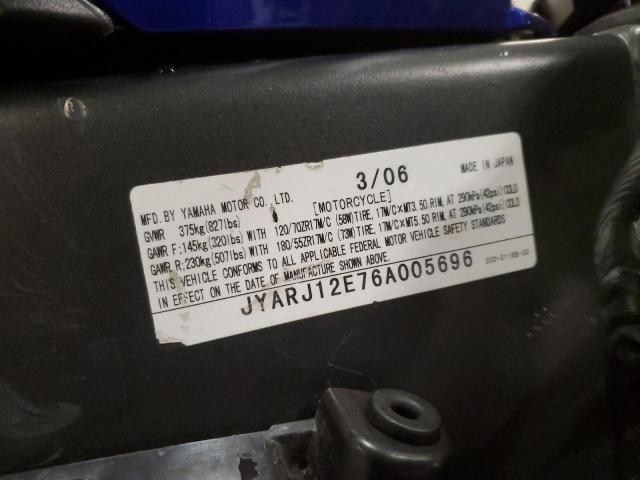 3/06 MADE IN JAPAN
MFD. BY YAMAHA MOTOR CO., LTD. [MOTORCYCLE]
GVWR 375kg(827lbs)
GAWR F:145kg(320lbs) WITH 120/70ZR17M/C (58W)TIRE, 17M/C×MT3.50.RIM. AT 290kPa(42psi)COLD
GAWR R:230kg(507lbs) WITH 180/55ZR17M/C (73W)TIRE, 17M/C×MT5.50.RIM. AT 290kPa(42psi)COLD
THIS VEHICLE CONFORMS TO ALL APPLICABLE FEDERAL MOTOR VEHICLE SAFETY STANDARDS
IN EFFECT ON THE DATE OF MANUFACTURE SHOWN ABOVE.
JYARJ12E76A005696